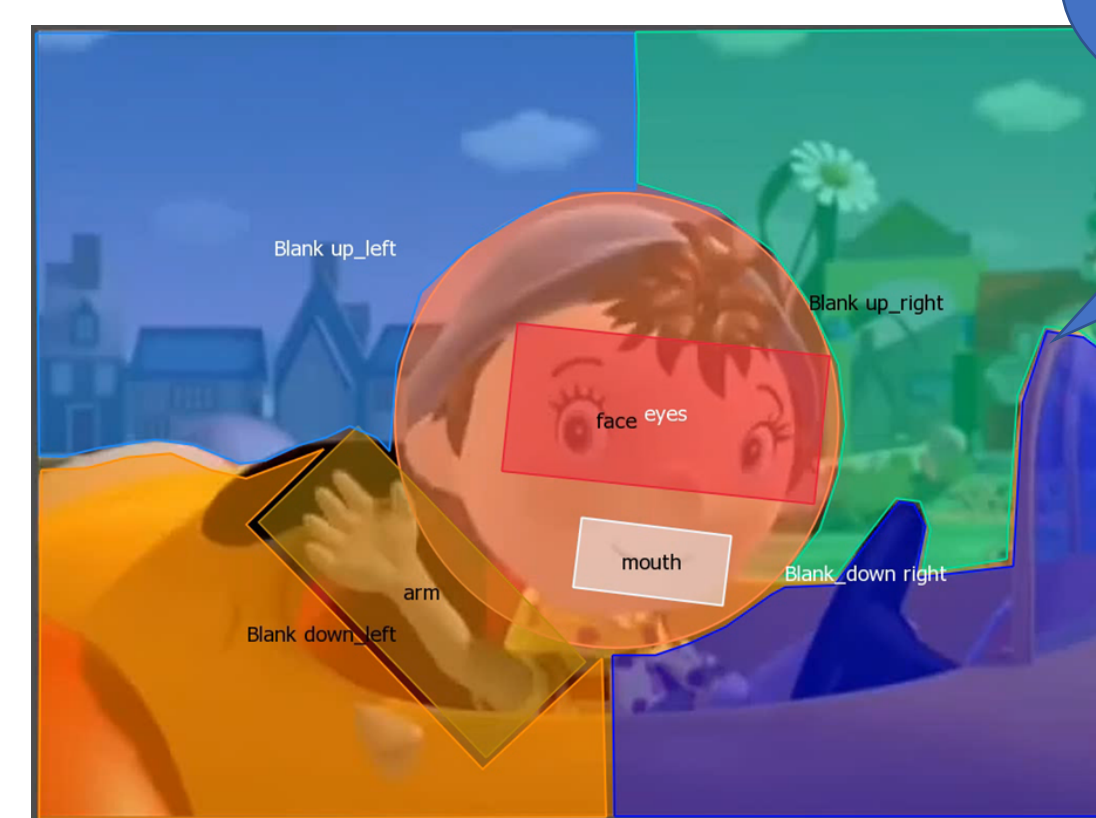 Blank up_left
Blank up_right
face
eyes
mouth
arm
Blank_down right
Blank down_left